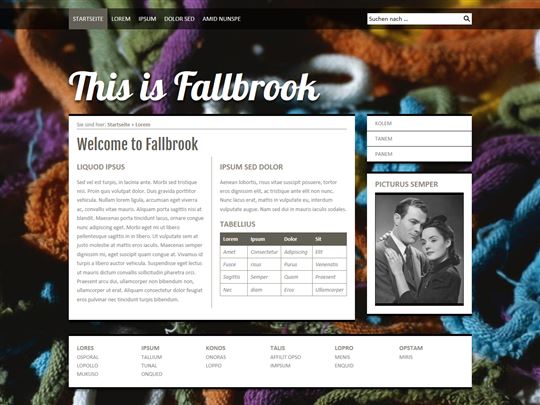 STARTSEITE LOREM IPSUM DOLOR SED AMID NUNSPE
Suchen nach ...
This is Fallbrook
Sie sind hier: Startseite » Lorem
Welcome to Fallbrook
LIQUOD IPSUS
Sed vel est turpis, in lacinia ante. Morbi sed tristique
nisi. Proin quis volutpat dolor. Duis gravida porttitor
vehicula. Nullam lorem ligula, accumsan eget viverra
ac, convallis vitae mauris. Aliquam porta sagittis nisi at
blandit. Maecenas porta tincidunt lacus, ornare congue
nunc adipiscing eget. Morbi eget mi ut libero
pellentesque sagittis in in libero. Ut vulputate sem at
justo molestie at mattis eros iaculis. Maecenas semper
dignissim mi, eget suscipit quam congue at. Vivamus id
turpis a libero auctor vehicula. Suspendisse eget lectus
ut mauris dictum convallis sollicitudin pharetra orci.
Praesent arcu dui, ullamcorper non bibendum non,
ullamcorper ut erat. Aliquam consectetur dolor feugiat
eros pulvinar nec tincidunt turpis bibendum.
IPSUM SED DOLOR
Aenean lobortis, risus vitae suscipit posuere, tortor
eros dignissim elit, ac tristique ante elit non nunc.
Nunc lacus erat, mattis in vulputate eu, interdum
vulputate augue. Nam sed dui in mauris iaculis sodales.
TABELLIUS
Lorem Ipsum Dolor Sit
Amet Consectetur Adipiscing Elit
Fusce risus Purus Venenatis
Sagittis Semper Quam Praesent
Nec diam Eros Ullamcorper
KOLEM
TANEM
PANEM
PICTURUS SEMPER
LORES IPSUM KONOS TALIS LOPRO OPSTAM
OSPORAL TALLIUM ONORAS AFFILIT OPSO MENIS MIRIS
LOPOLLO TUNAL LOPPO IMPSUM ENQUID
MUKUSO ONQUED